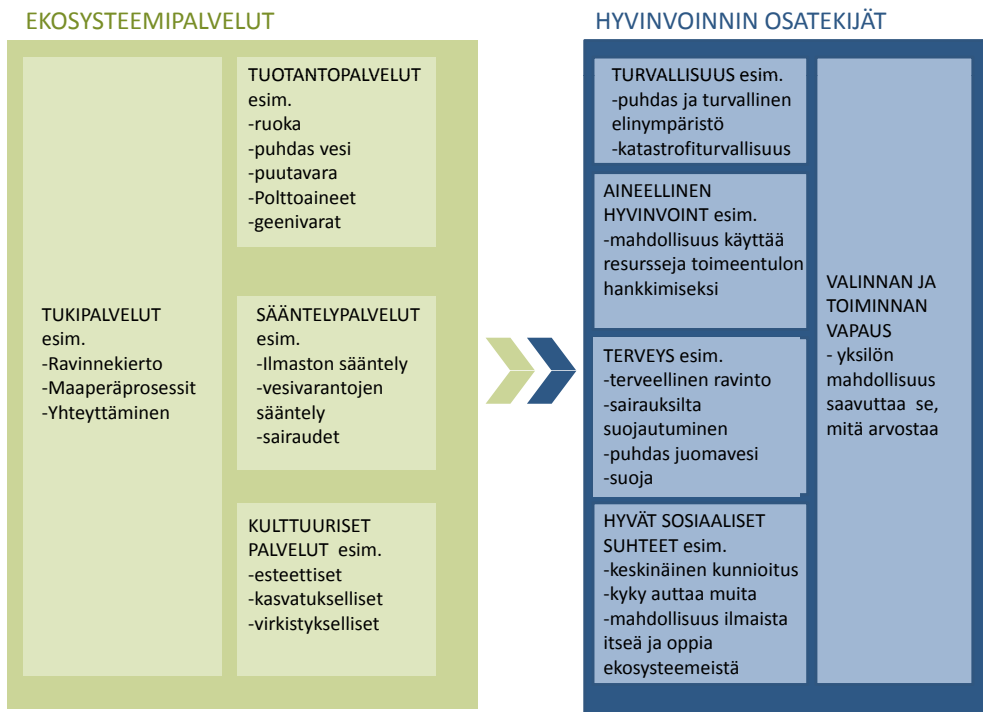 EKOSYSTEEMIPALVELUT
TUKIPALVELUT
esim.
-Ravinnekierto
-Maaperäprosessit
-Yhteyttäminen
TUOTANTOPALVELUT
esim.
-ruoka
-puhdas vesi
-puutavara
-Polttoaineet
-geenivarat
SÄÄNTELYPALVELUT
esim.
-Ilmaston sääntely
-vesivarantojen
sääntely
-sairaudet
KULTTUURISET
PALVELUT esim.
-esteettiset
-kasvatukselliset
-virkistykselliset
HYVINVOINNIN OSATEKIJÄT
TURVALLISUUS esim.
-puhdas ja turvallinen
elinympäristö
-katastrofiturvallisuus
AINEELLINEN
HYVINVOINT esim.
-mahdollisuus käyttää
resursseja toimeentulon
hankkimiseksi
TERVEYS esim.
-terveellinen ravinto
-sairauksilta
suojautuminen
-puhdas juomavesi
-suoja
HYVÄT SOSIAALISET
SUHTEET esim.
-keskinäinen kunnioitus
-kyky auttaa muita
-mahdollisuus ilmaista
itseä ja oppia
ekosysteemeistä
VALINNAN JA
TOIMINNAN
VAPAUS
- yksilön
mahdollisuus
saavuttaa se,
mitä arvostaa